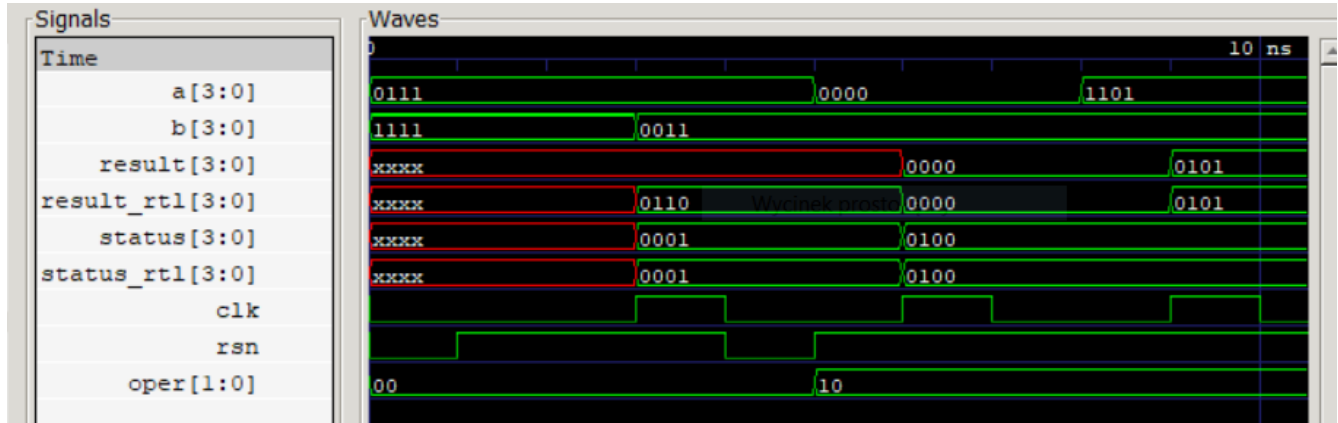 Signals Waves
Time 0 10 ns
a[3:0] 0111 0000 1101
b[3:0] 1111 0011
result[3:0] xxxx 0000 0101
result_rtl[3:0] xxxx 0110 Wycinek prosto 0000 0101
status[3:0] xxxx 0001 0100
status_rtl[3:0] xxxx 0001 0100
clk
rsn
oper[1:0] 00 10